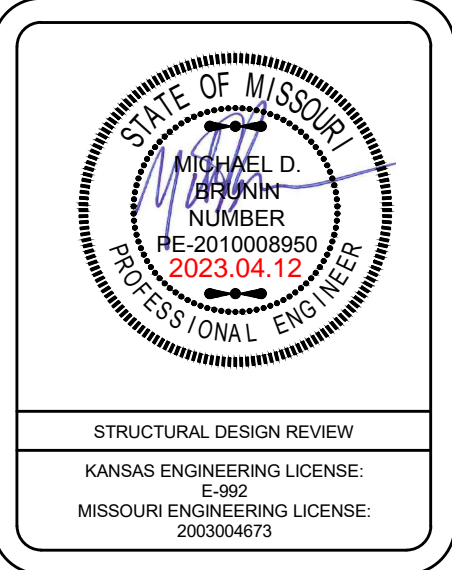 STATE OF MISSOURI
MICHAEL D.
BRUNIN
NUMBER
PE-2010008950
2023.04.12
PROFESSIONAL ENGINEER
STRUCTURAL DESIGN REVIEW
KANSAS ENGINEERING LICENSE:
E-992
MISSOURI ENGINEERING LICENSE:
2003004673